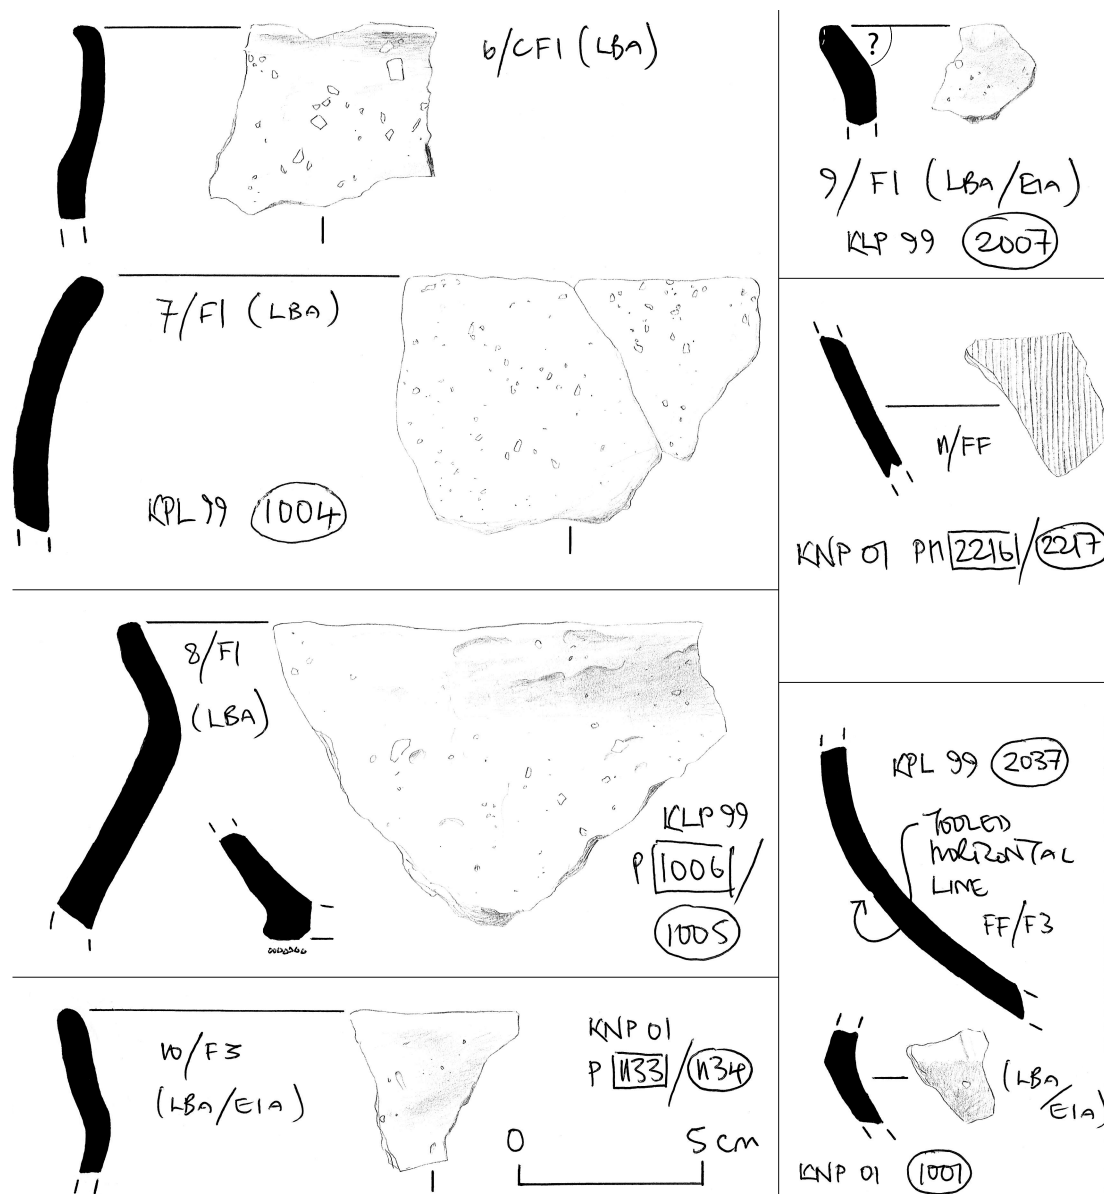 6/CF1 (LBA)
7/F1 (LBA)
KPL 99 1004
8/F1
(LBA)
KLP 99
P 1006 /
1005
10/F3
(LBA/EIA)
KNP 01
P 1133 / 1134
0 5 cm
?
9/F1 (LBA/EIA)
KLP 99 2007
11/FF
KNP 01 PH 2216 / 2217
KPL 99 2037
TOOLED
HORIZONTAL
LINE
FF/F3
(LBA
/EIA)
KNP 01 1001